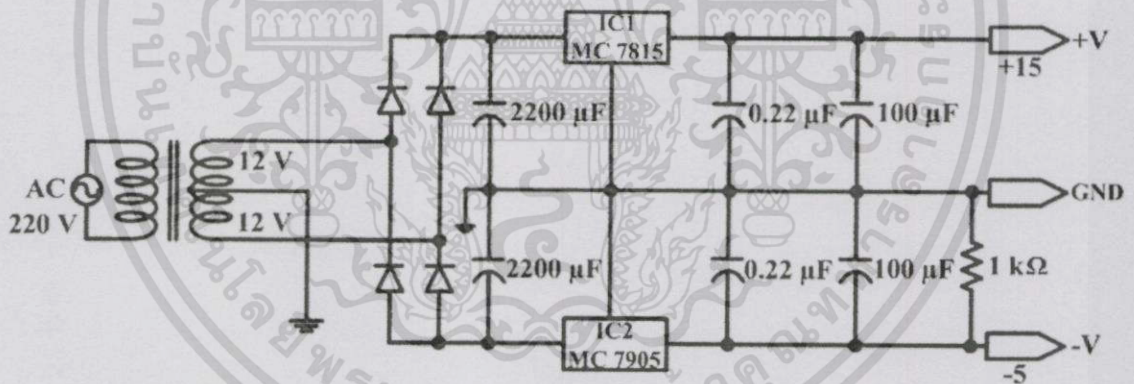 IC1
MC 7815
+V
+15
2200 µF
0.22 µF
100 µF
12 V
AC
220 V
12 V
GND
2200 µF
0.22 µF
100 µF
1 kΩ
IC2
MC 7905
-V
-5